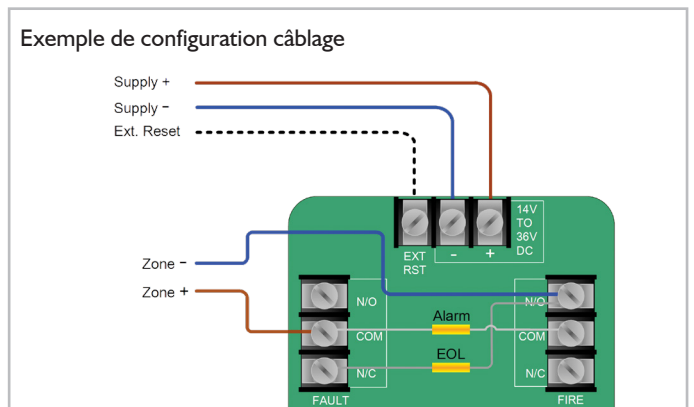 Exemple de configuration câblage
Supply +
Supply -
Ext. Reset
14V
TO
36V
DC
EXT
RST
- +
Zone -
Zone +
N/O
N/O
Alarm
COM
COM
EOL
N/C
N/C
FAULT
FIRE